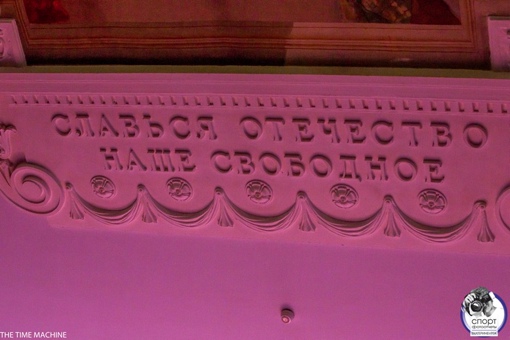 СЛАВЬСЯ ОТЕЧЕСТВО
НАШЕ СВОБОДНОЕ
THE TIME MACHINE
спорт